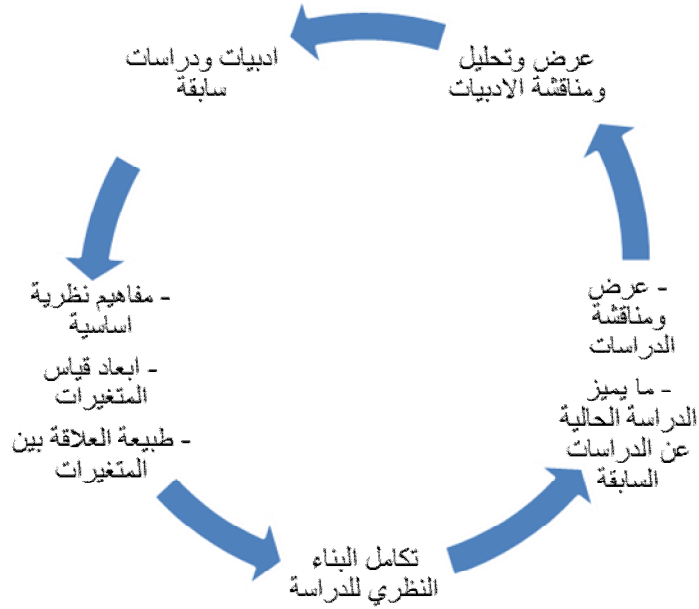 عرض وتحليل
ومناقشة الادبيات
ادبيات ودراسات
سابقة
- مفاهيم نظرية
اساسية
- ابعاد قياس
المتغيرات
- طبيعة العلاقة بين
المتغيرات
تكامل البناء
النظري للدراسة
- عرض
ومناقشة
الدراسات
- ما يميز
الدراسة الحالية
عن الدراسات
السابقة